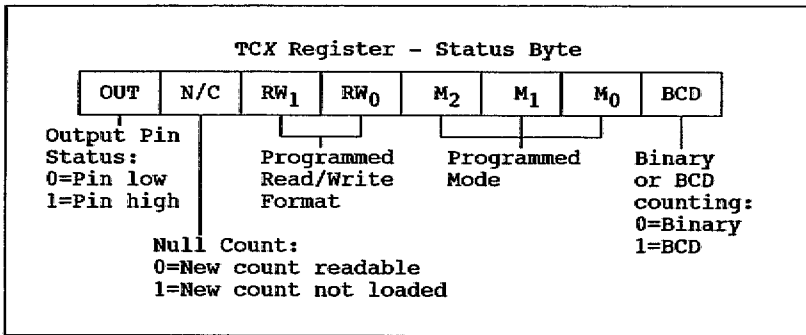 TCX Register – Status Byte
OUT N/C RW1 RW0 M2 M1 M0 BCD
Output Pin
Status:
0=Pin low
1=Pin high
Null Count:
0=New count readable
1=New count not loaded
Programmed
Read/Write
Format
Programmed
Mode
Binary
or BCD
counting:
0=Binary
1=BCD